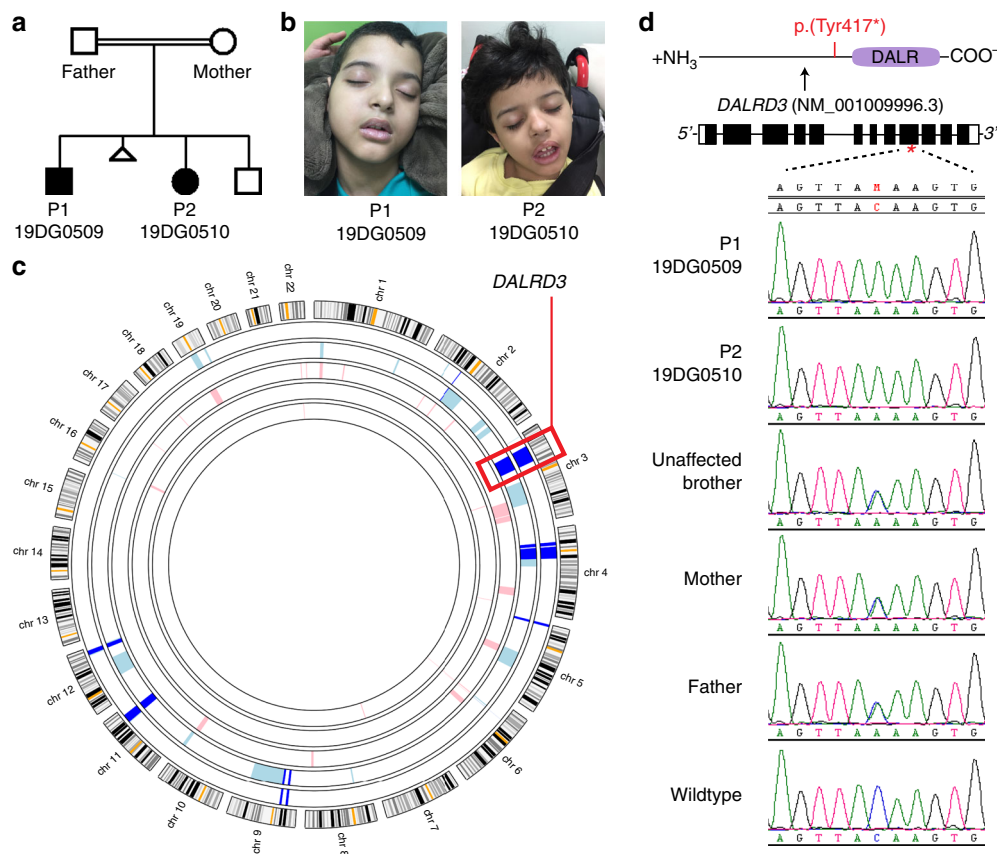 a
Father
Mother
P1
19DG0509
P2
19DG0510
b
P1
19DG0509
P2
19DG0510
c
DALRD3
chr 1
chr 2
chr 3
chr 4
chr 5
chr 6
chr 7
chr 8
chr 9
chr 10
chr 11
chr 12
chr 13
chr 14
chr 15
chr 16
chr 17
chr 18
chr 19
chr 20
chr 21
chr 22
d
p.(Tyr417*)
+NH3
DALR
COO–
DALRD3 (NM_001009996.3)
5'
3'
*
A G T T A M A G T G
A G T T A C A A G T G
P1
19DG0509
A G T T A A A A G T G
P2
19DG0510
A G T T A A A A G T G
Unaffected
brother
A G T T A A A A G T G
Mother
A G T T A A A A G T G
Father
A G T T A A A A G T G
Wildtype
A G T T A C A A G T G